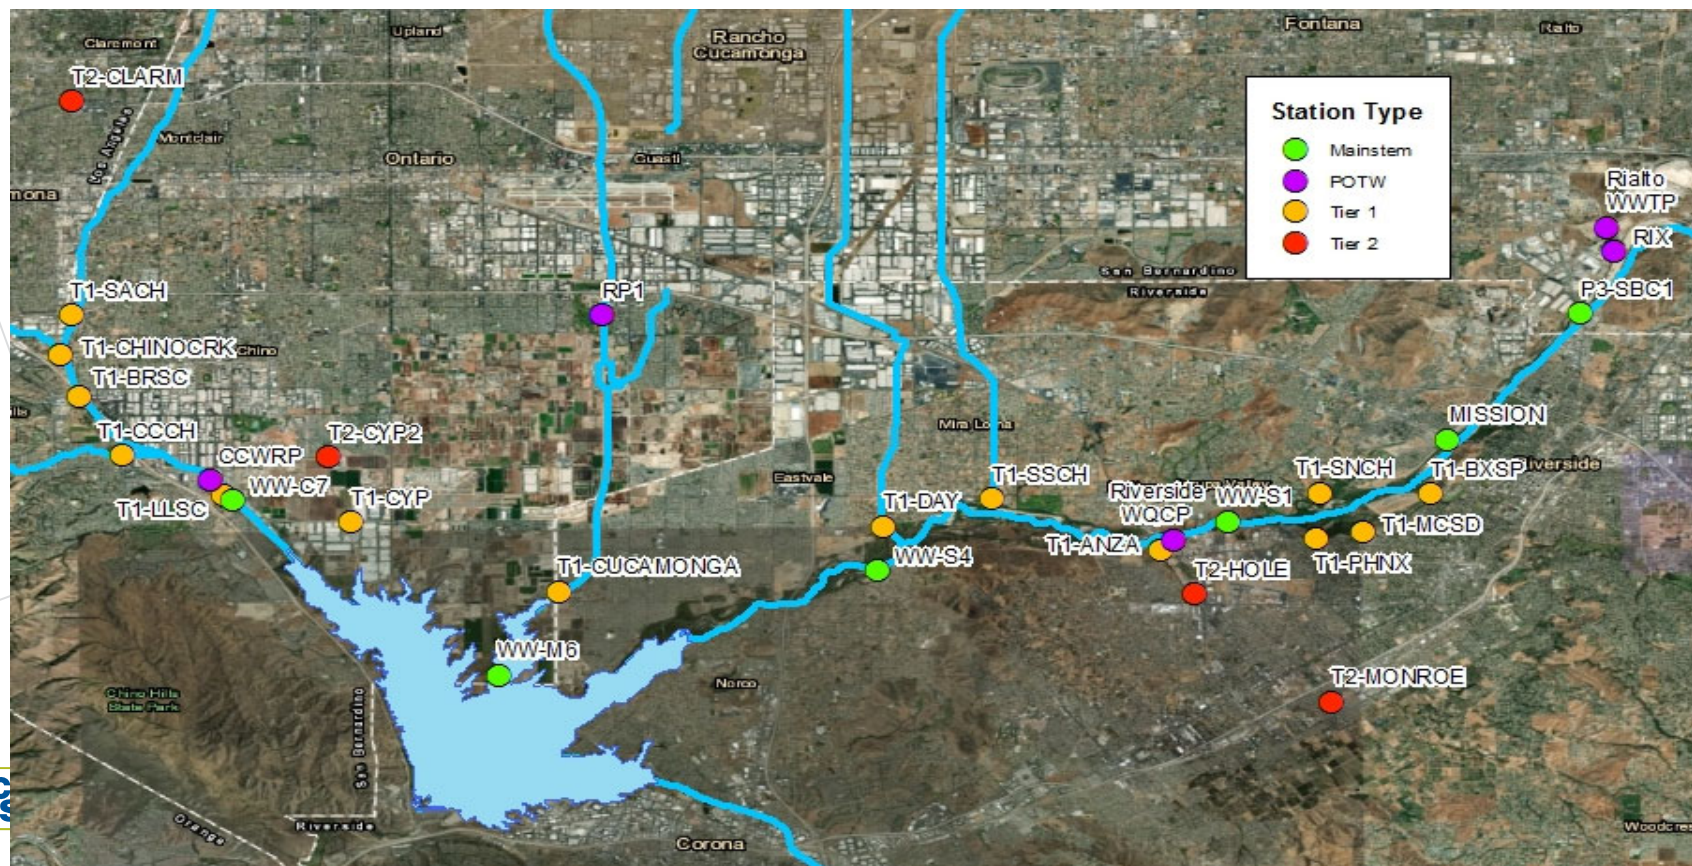 Claremont
Upland
Rancho
Cucamonga
Fontana
Rialto
T2-CLARM
Los Angeles
Montclair
Ontario
Guasti
mona
Station Type
Mainstem
POTW
Tier 1
Tier 2
Rialto
WWTP
RIX
San Bernardino
Riverside
P3-SBC1
T1-SACH
RP1
T1-CHINOCRK
Chino
T1-BRSC
ills
T1-CCCH
T2-CYP2
CCWRP
WW-C7
T1-LLSC
T1-CYP
Mira Loma
MISSION
Riverside
Eastvale
T1-SSCH
T1-SNCH
T1-BXSP
Valley
T1-DAY
Riverside
WQCP
WW-S1
T1-MCSD
T1-ANZA
T1-PHNX
WW-S4
T1-CUCAMONGA
T2-HOLE
WW-M6
T2-MONROE
Norco
Chino Hills
State Park
San Bernardino
Orange
Riverside
Corona
Woodcres
C
S